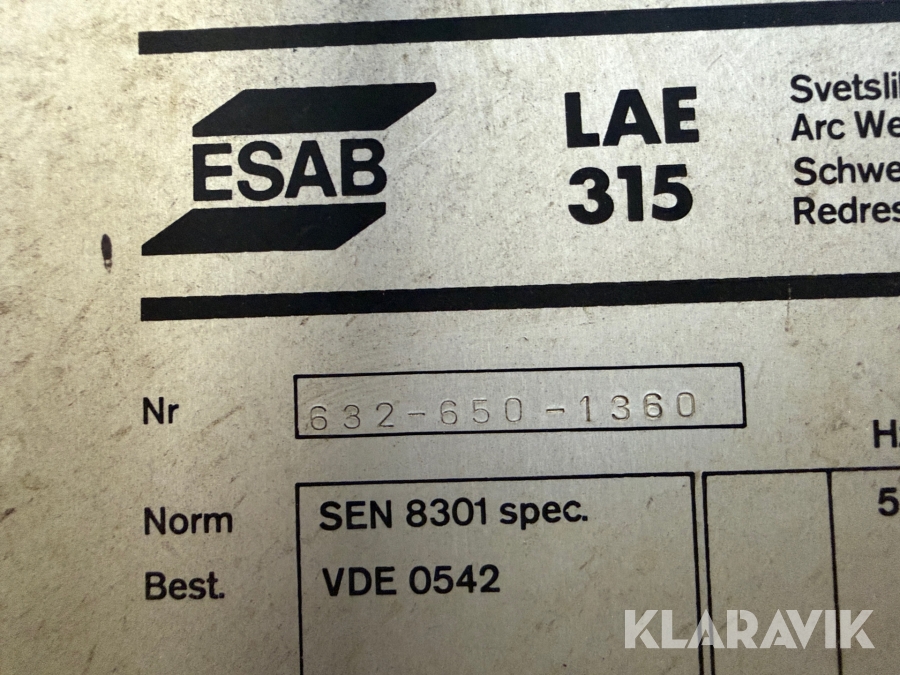 ESAB
LAE
315
Svetsli
Arc We
Schwe
Redres
Nr 632-650-1360
H
Norm SEN 8301 spec. 5
Best. VDE 0542
KLARAVIK